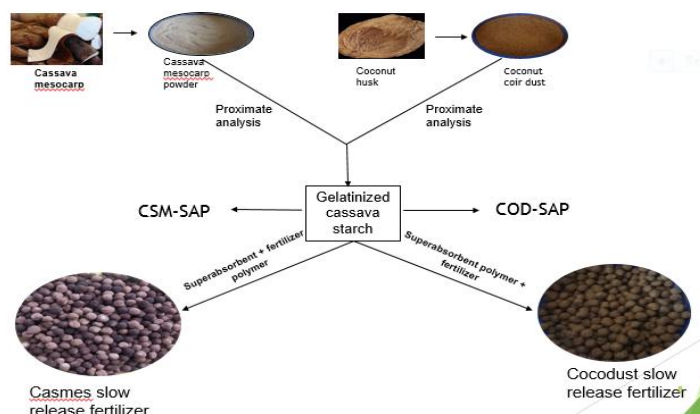 Cassava
mesocarp
Cassava
mesocarp
powder
Coconut
husk
Coconut
coir dust
Proximate
analysis
Proximate
analysis
Gelatinized
cassava
starch
CSM-SAP
COD-SAP
Superabsorbent + fertilizer
polymer
Superabsorbent polymer +
fertilizer
Casmes slow
release fertilizer
Cocodust slow
release fertilizer